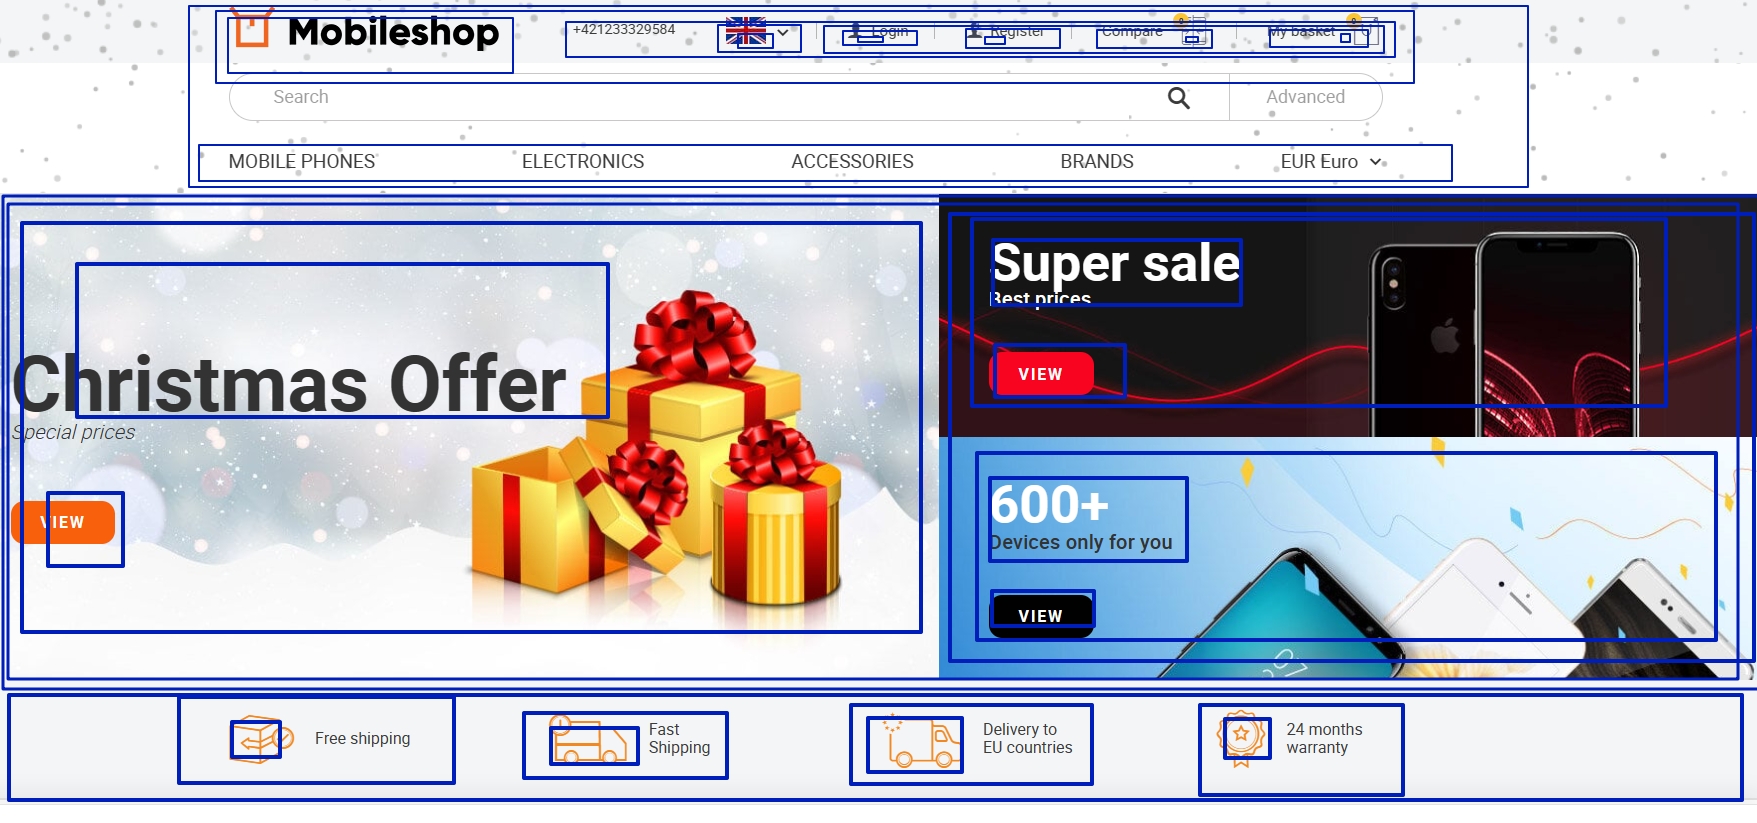 Mobileshop
+421233329584
Login
Register
Compare
My basket
Search
Advanced
MOBILE PHONES
ELECTRONICS
ACCESSORIES
BRANDS
EUR Euro
Christmas Offer
Special prices
VIEW
Super sale
Best prices
VIEW
600+
Devices only for you
VIEW
Free shipping
Fast
Shipping
Delivery to
EU countries
24 months
warranty